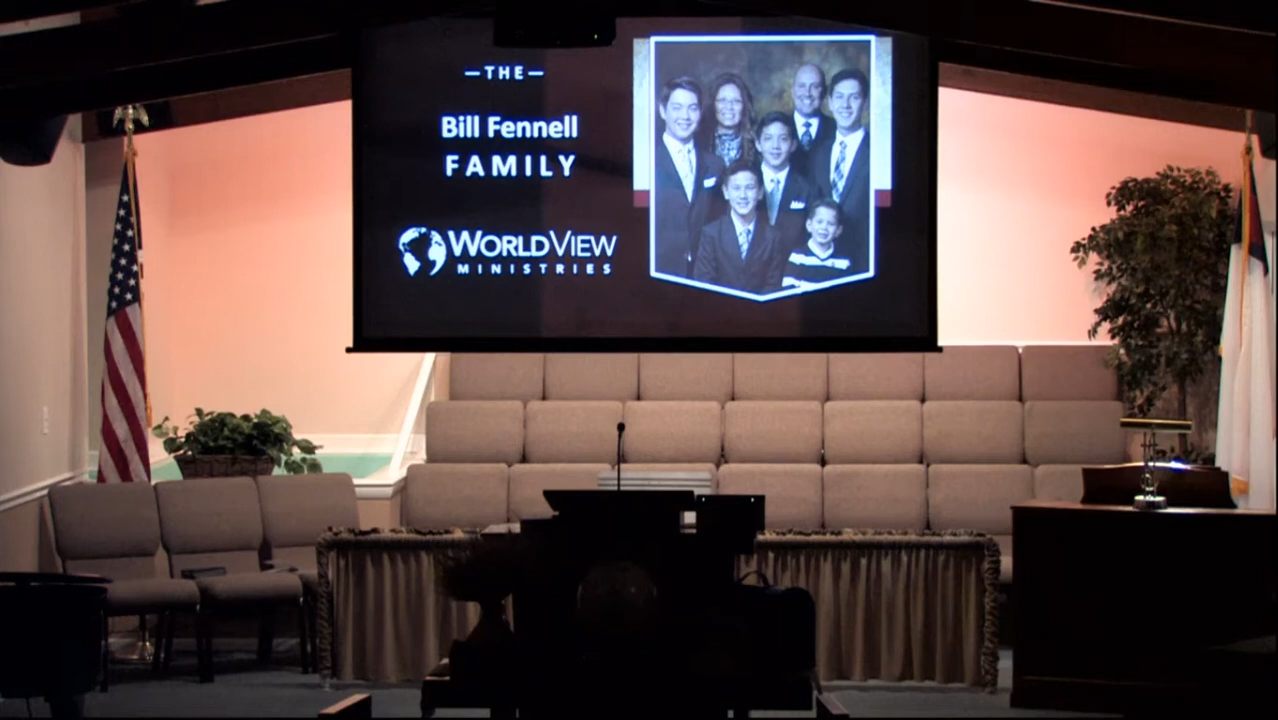 —THE—
Bill Fennell
FAMILY
WORLDVIEW
MINISTRIES